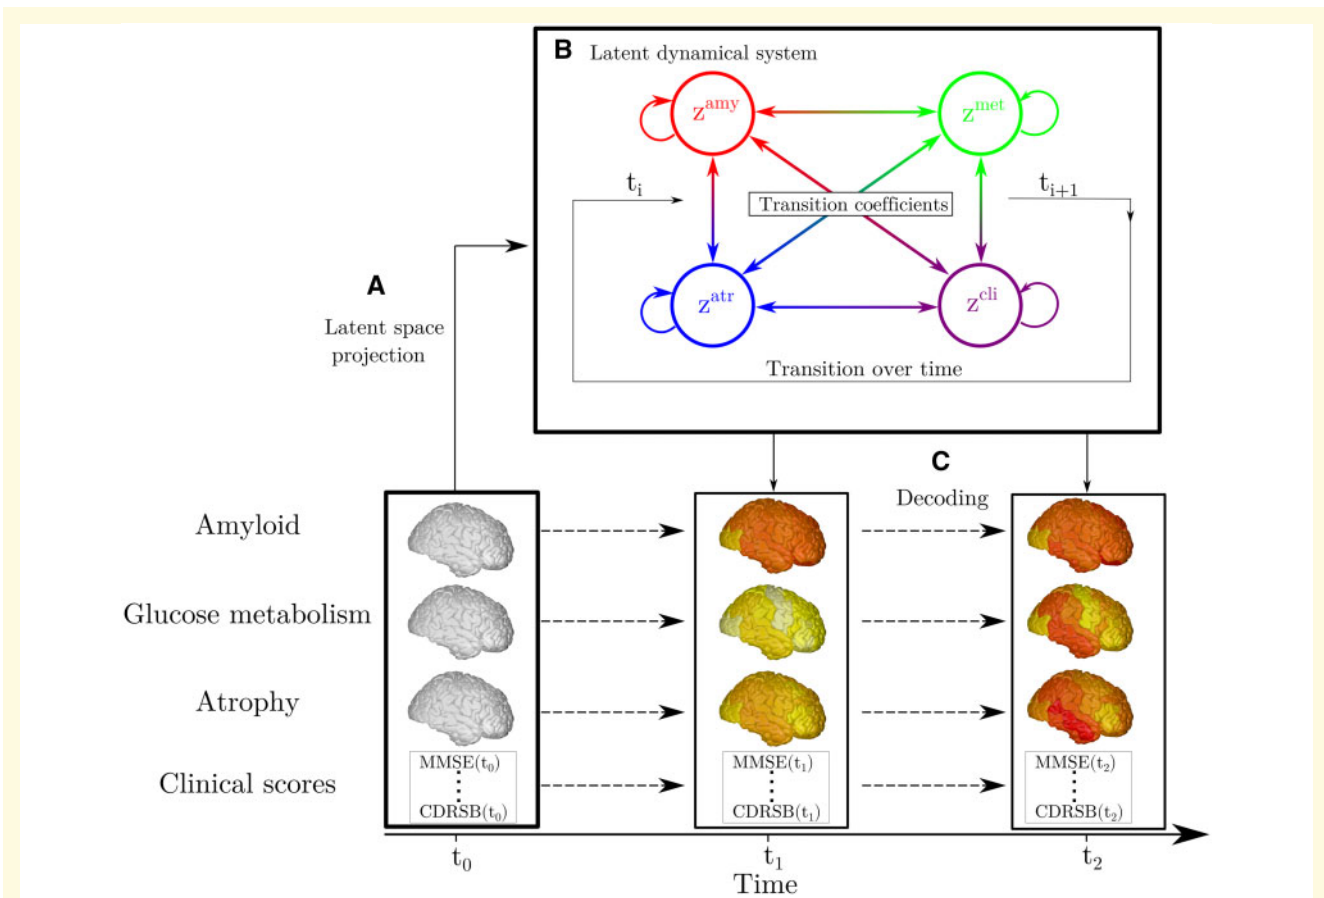 B Latent dynamical system
z^amy
z^met
t_i
Transition coefficients
t_i+1
A
Latent space
projection
z^atr
z^cli
Transition over time
C
Decoding
Amyloid
Glucose metabolism
Atrophy
Clinical scores
MMSE(t₀)
CDRSB(t₀)
MMSE(t₁)
CDRSB(t₁)
MMSE(t₂)
CDRSB(t₂)
t₀
t₁
t₂
Time